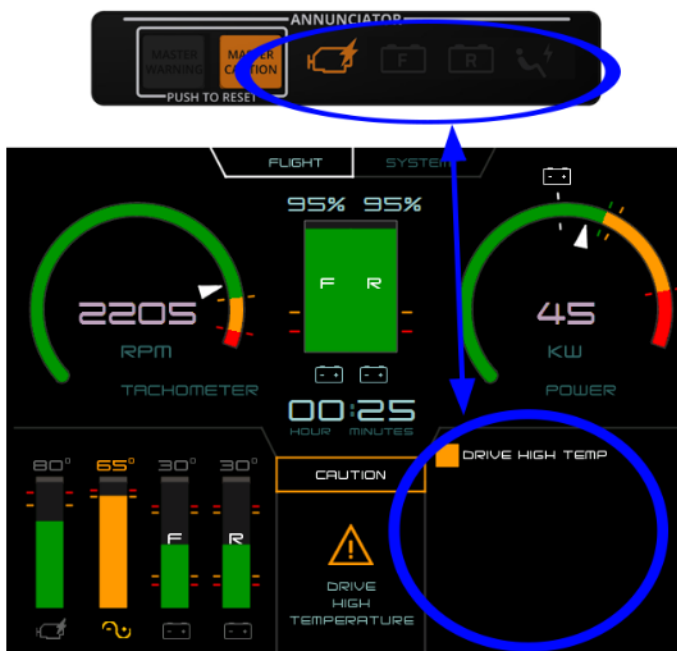 ANNUNCIATOR
MASTER WARNING
MASTER CAUTION
F
R
PUSH TO RESET
FLIGHT
SYSTEM
95% 95%
F R
2205
RPM
TACHOMETER
45
KW
POWER
00:25
HOUR MINUTES
80° 65° 30° 30°
F R
CAUTION
DRIVE
HIGH
TEMPERATURE
DRIVE HIGH TEMP